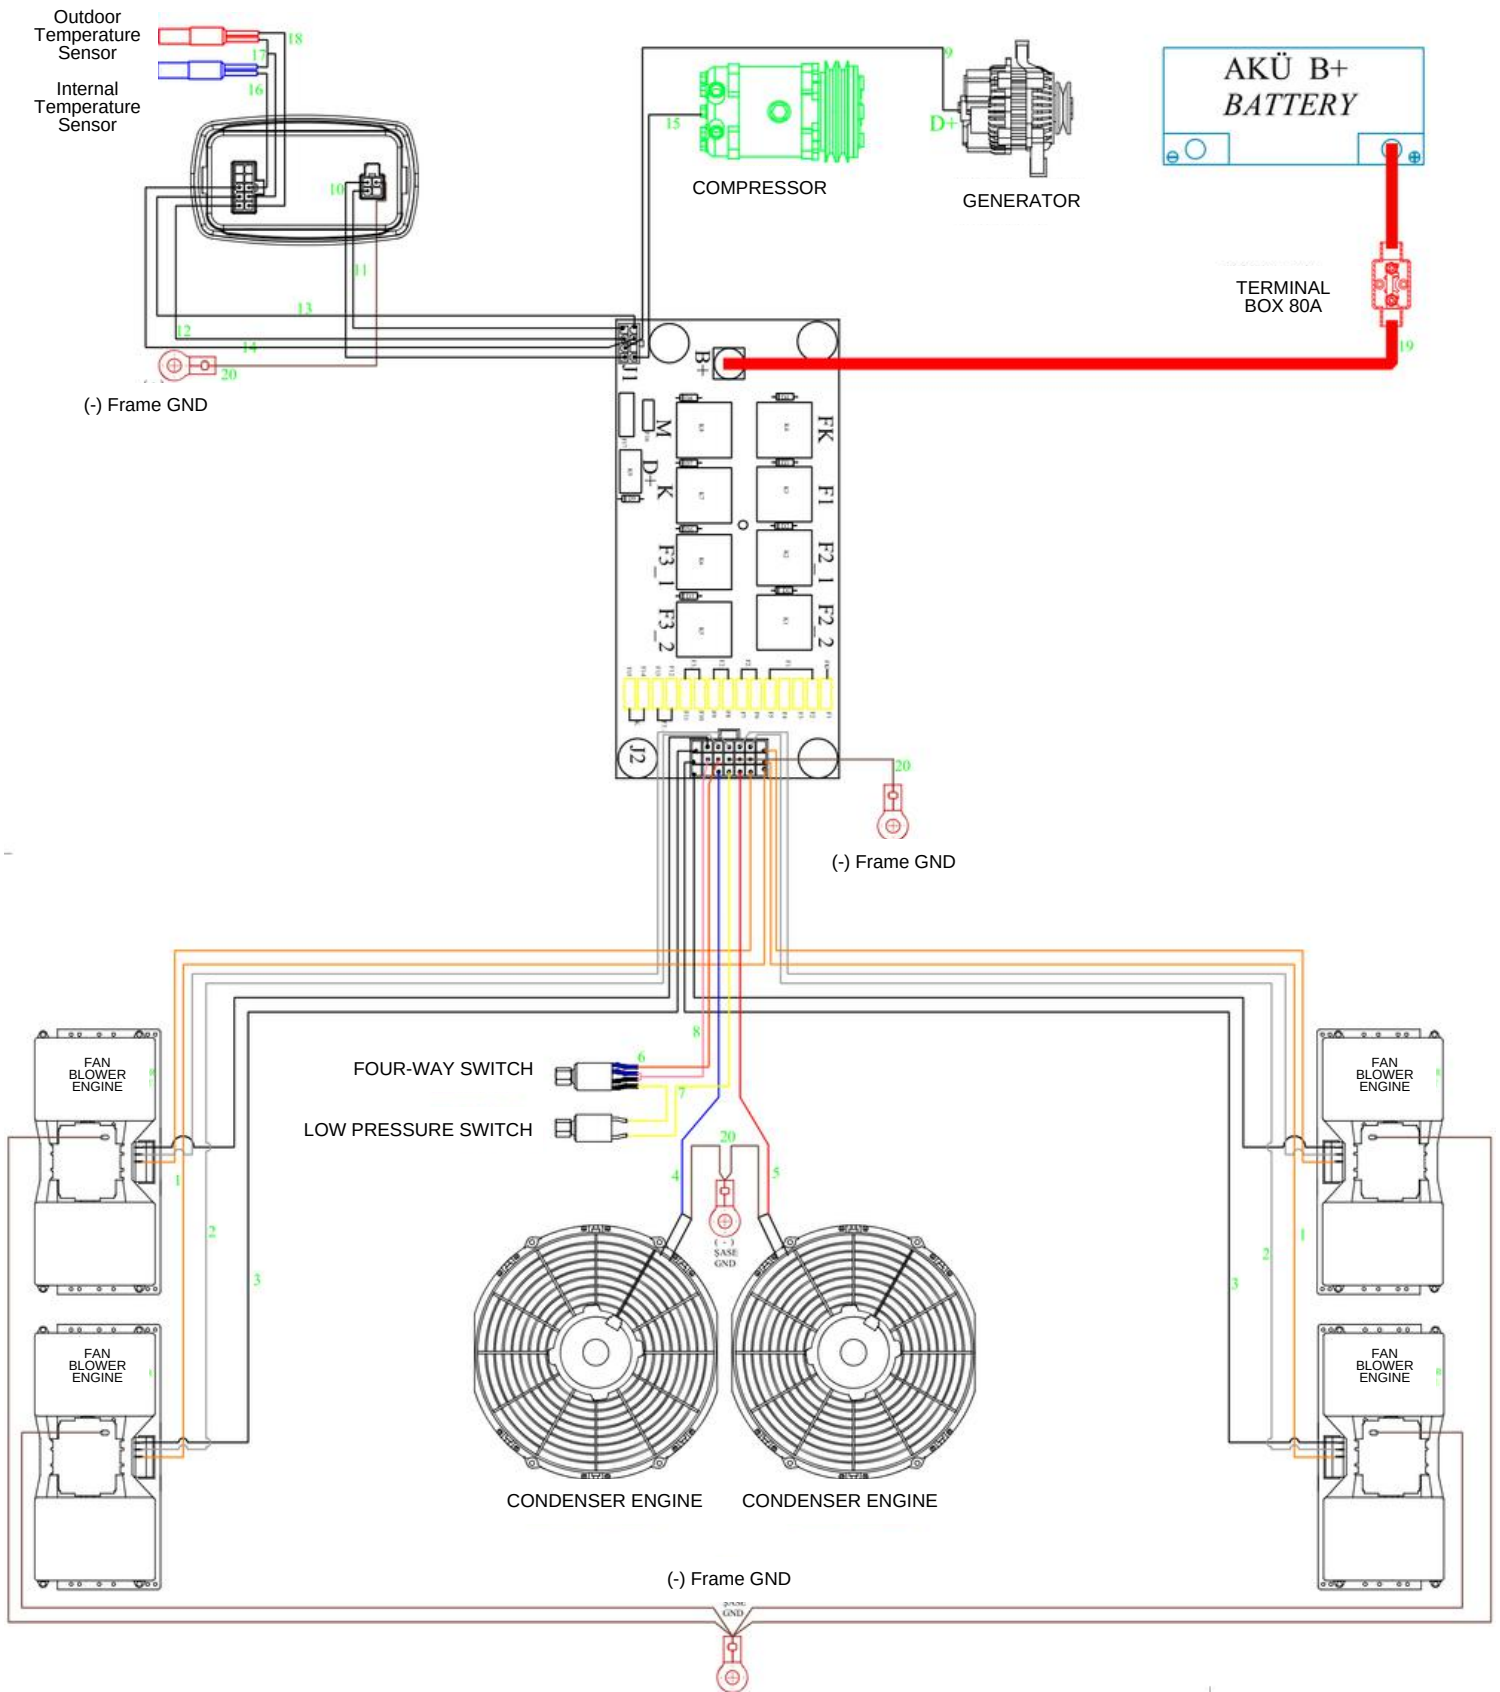 Outdoor
Temperature
Sensor
Internal
Temperature
Sensor
18
17
16
10
11
13
12
14
20
(-) Frame GND
15
COMPRESSOR
9
D+
GENERATOR
AKÜ B+
BATTERY
TERMINAL
BOX 80A
19
J1
B+
M
FK
D+
K
F1
F3_1
F2_1
F3_2
F2_2
J2
20
(-) Frame GND
FAN
BLOWER
ENGINE
FAN
BLOWER
ENGINE
FOUR-WAY SWITCH
6
8
7
LOW PRESSURE SWITCH
20
4
5
( - )
ŞASE
GND
1
2
3
1
2
3
FAN
BLOWER
ENGINE
FAN
BLOWER
ENGINE
CONDENSER ENGINE
CONDENSER ENGINE
(-) Frame GND
GND